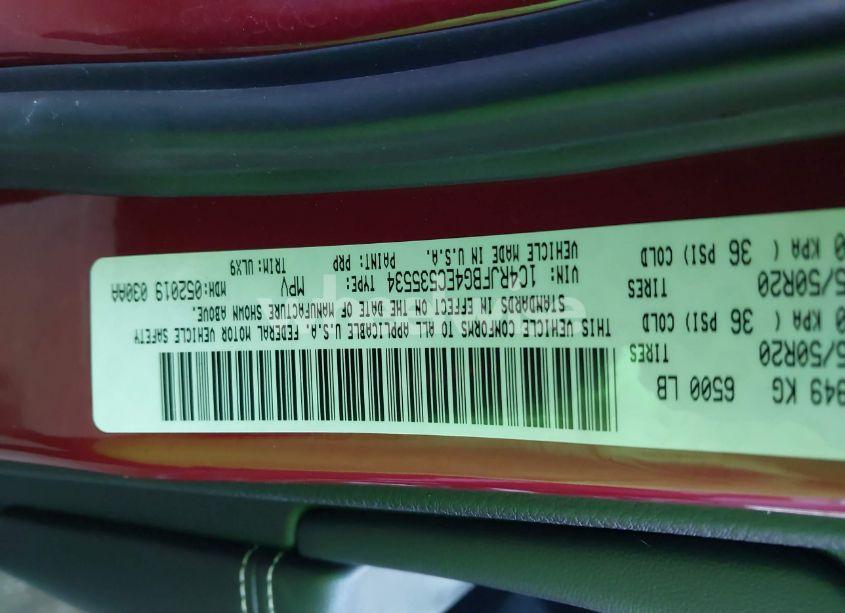 949 KG 6500 LB
5/50R20 TIRES
0 KPA ( 36 PSI) COLD
5/50R20 TIRES
0 KPA ( 36 PSI) COLD
THIS VEHICLE CONFORMS TO ALL APPLICABLE U.S.A. FEDERAL MOTOR VEHICLE SAFETY
STANDARDS IN EFFECT ON THE DATE OF MANUFACTURE SHOWN ABOVE.
VIN: 1C4RJFBG4EC535534 TYPE: MPV MDH: 052019 030AA
VEHICLE MADE IN U.S.A. PAINT: PRP TRIM: ULX9